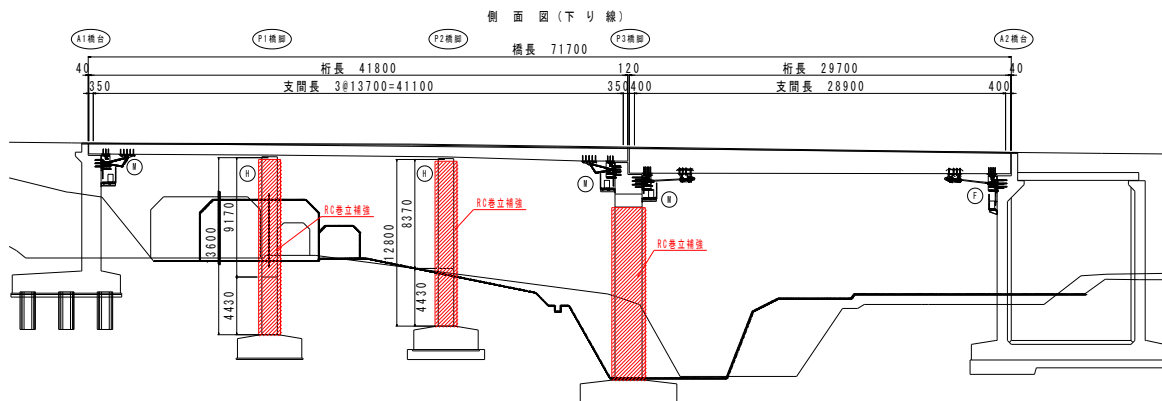 側面図(下り線)
A1橋台
P1橋脚
P2橋脚
P3橋脚
A2橋台
橋長 71700
40
桁長 41800
120
桁長 29700
40
350
支間長 3@13700=41100
350
400
支間長 28900
400
M
H
H
M
M
F
RC巻立補強
RC巻立補強
RC巻立補強
9170
3600
4430
8370
12800
4430